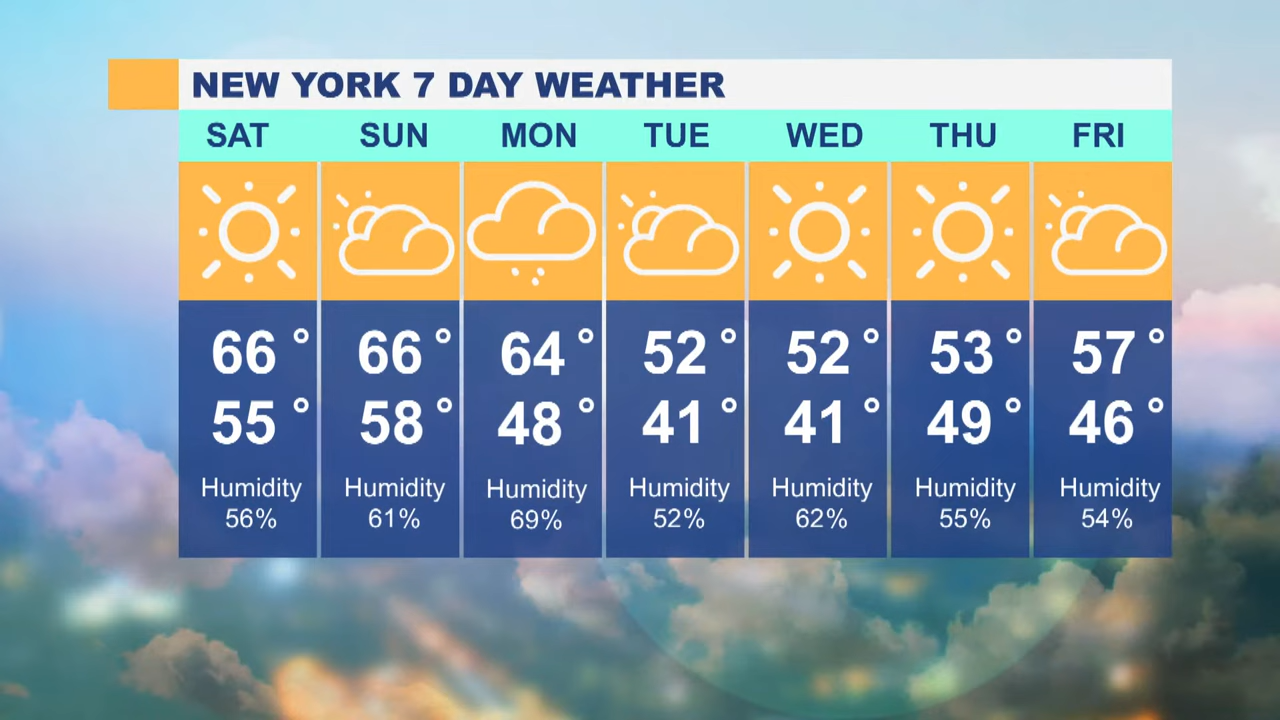 NEW YORK 7 DAY WEATHER
SAT SUN MON TUE WED THU FRI
66° 66° 64° 52° 52° 53° 57°
55° 58° 48° 41° 41° 49° 46°
Humidity Humidity Humidity Humidity Humidity Humidity Humidity
56% 61% 69% 52% 62% 55% 54%